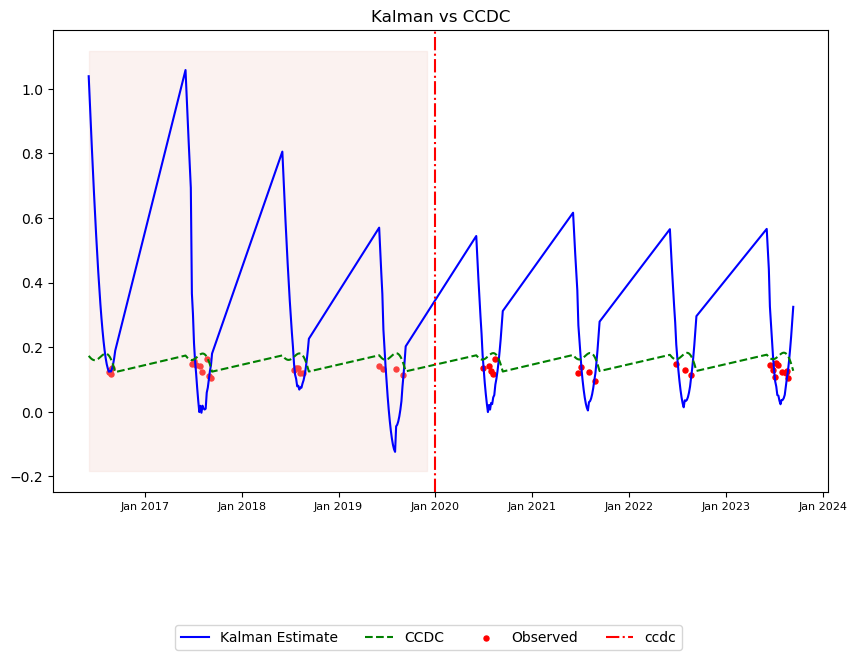 Kalman vs CCDC
1.0
0.8
0.6
0.4
0.2
0.0
−0.2
Jan 2017 Jan 2018 Jan 2019 Jan 2020 Jan 2021 Jan 2022 Jan 2023 Jan 2024
Kalman Estimate CCDC Observed ccdc